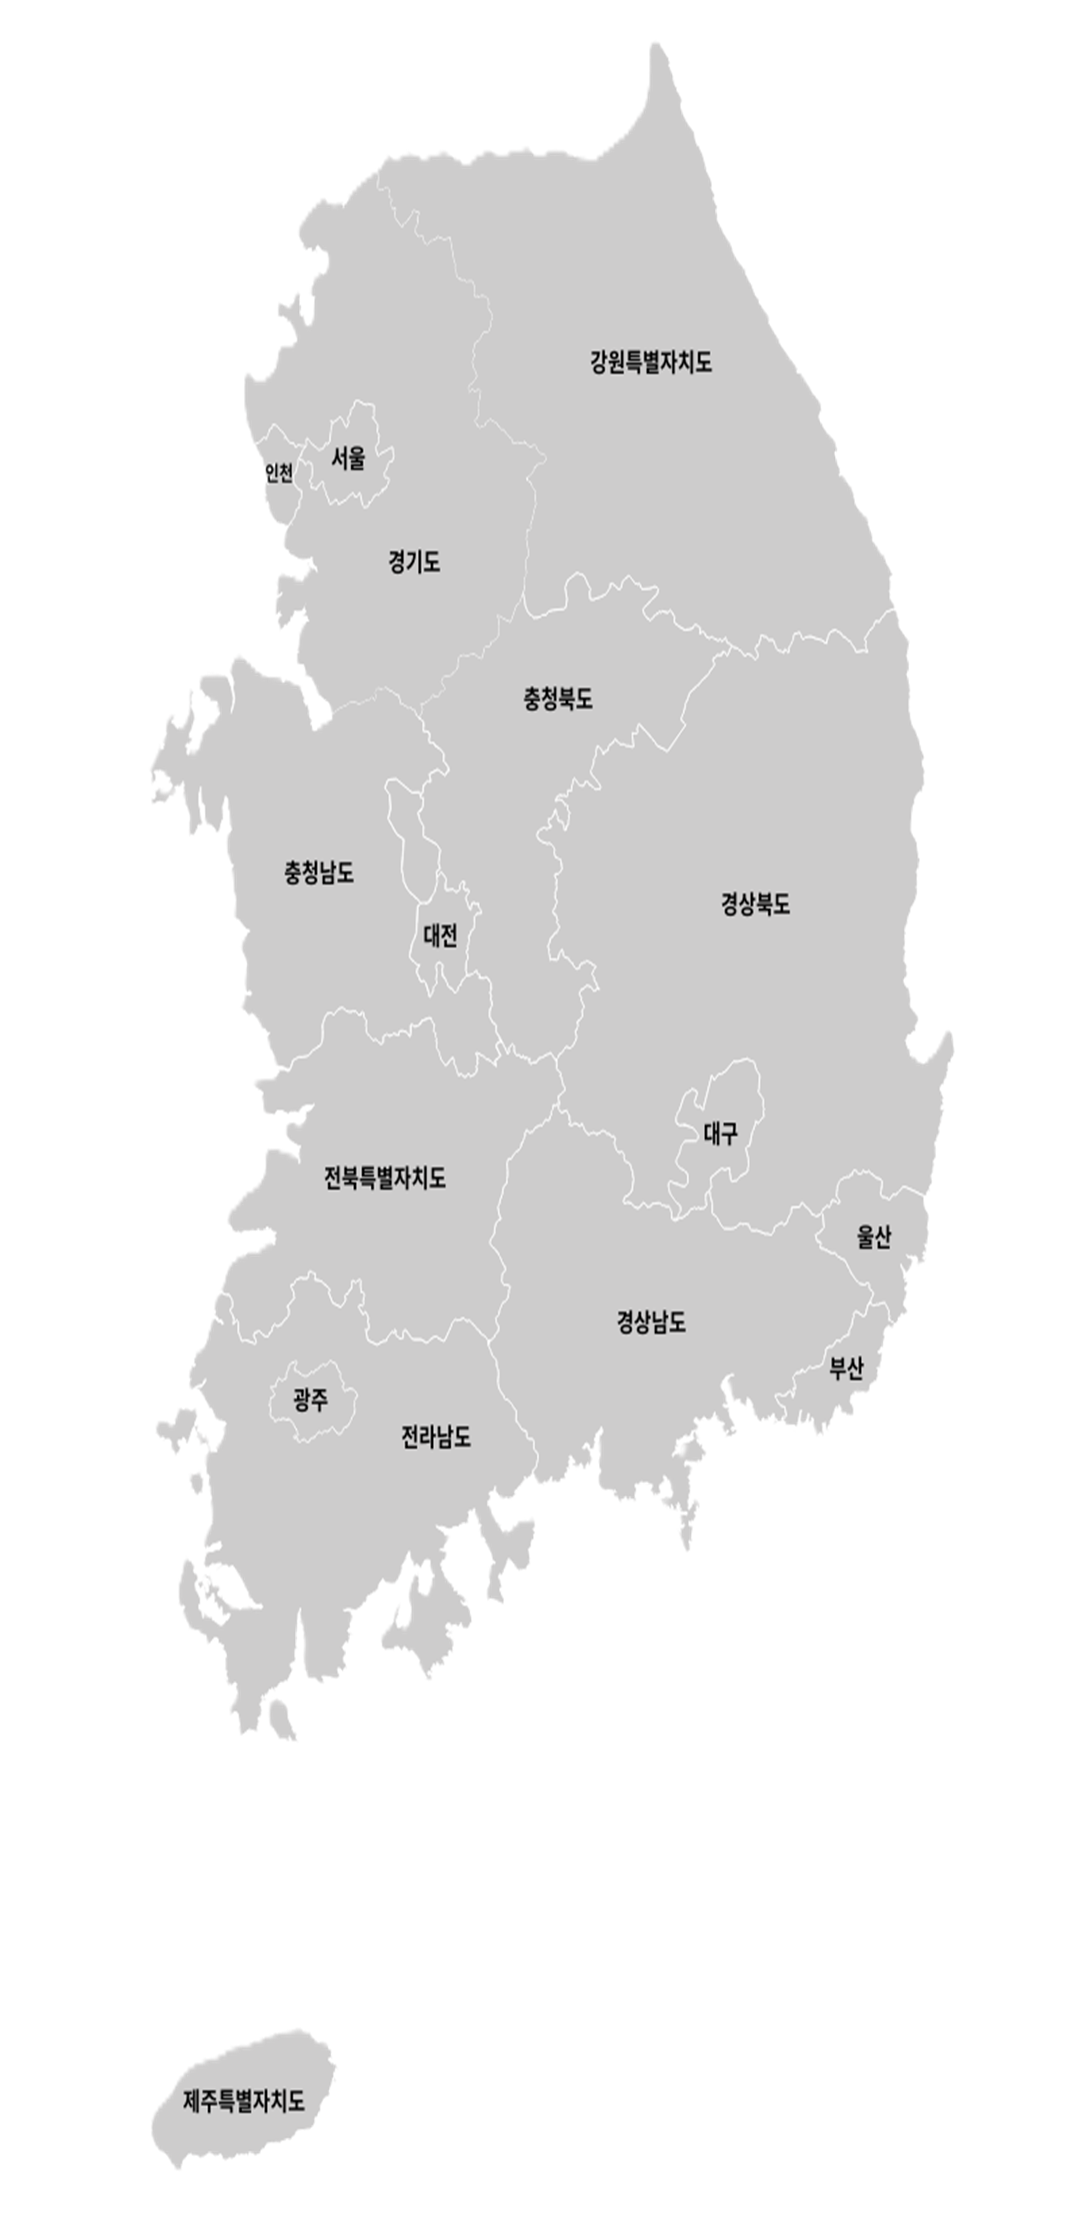 강원특별자치도
서울
인천
경기도
충청북도
충청남도
경상북도
대전
대구
전북특별자치도
울산
경상남도
부산
광주
전라남도
제주특별자치도